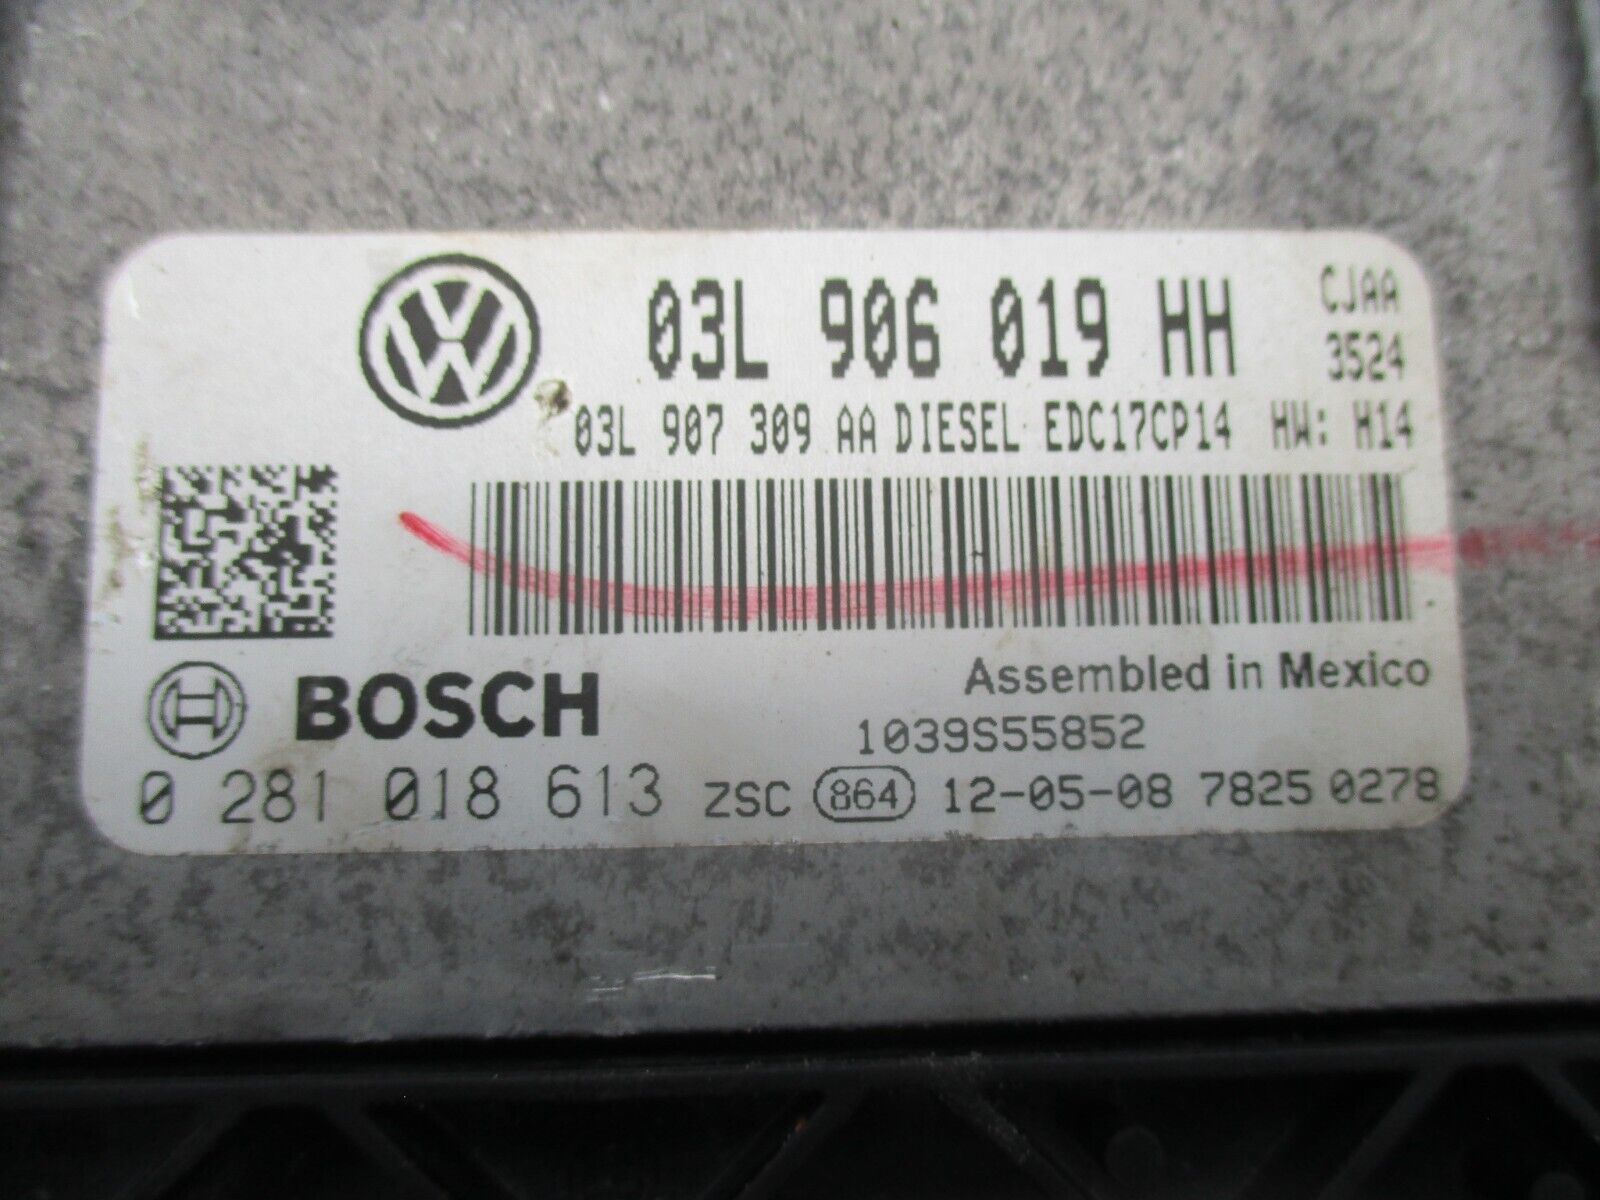 03L 906 019 HH CJAA
3524
03L 907 309 AA DIESEL EDC17CP14 HW: H14
Assembled in Mexico
BOSCH
1039S55852
0 281 018 613 ZSC 864 12-05-08 7825 0278